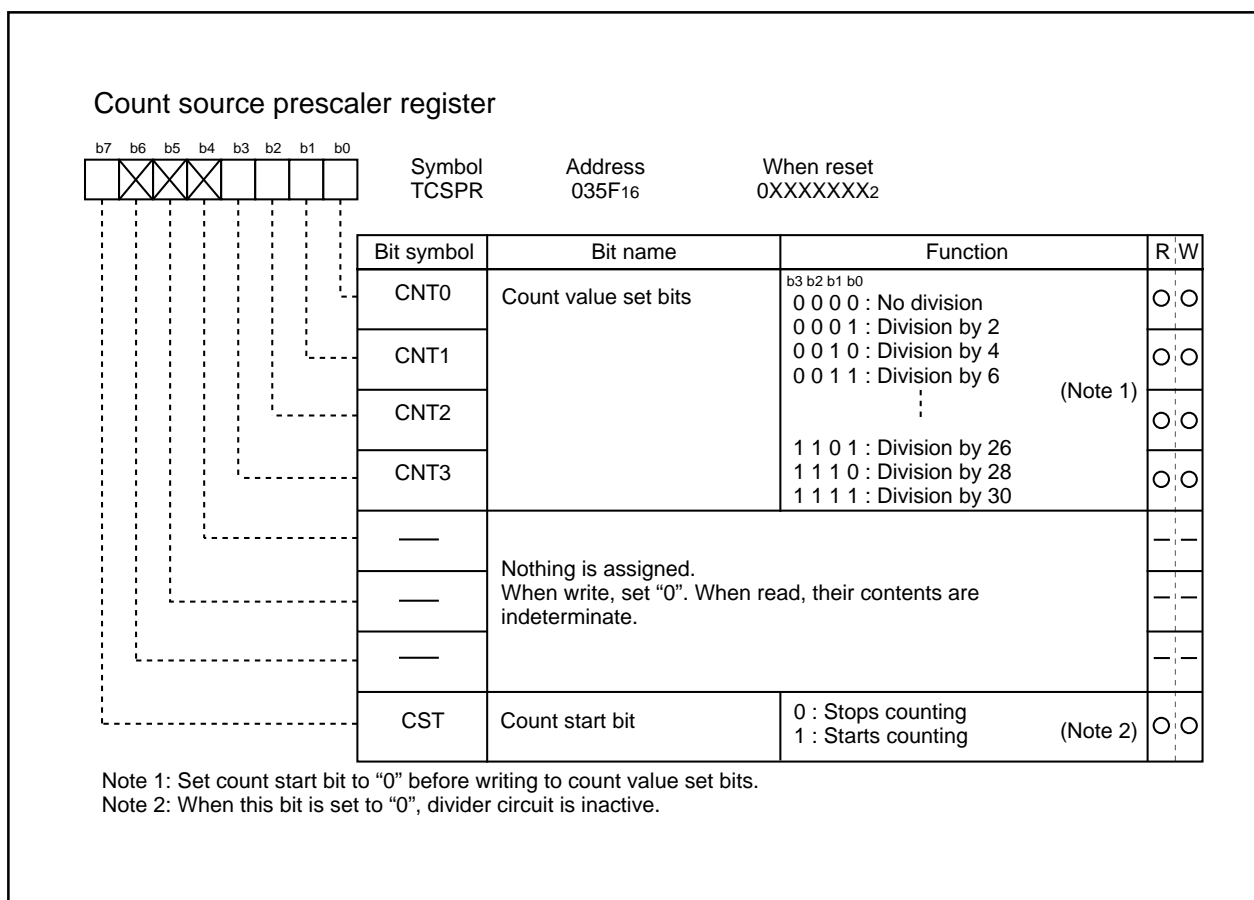 Count source prescaler register
b7 b6 b5 b4 b3 b2 b1 b0
Symbol Address When reset
TCSPR 035F16 0XXXXXXX2
Bit symbol Bit name Function R W
CNT0 Count value set bits b3 b2 b1 b0
0 0 0 0 : No division
0 0 0 1 : Division by 2
CNT1 0 0 1 0 : Division by 4
0 0 1 1 : Division by 6
(Note 1)
CNT2
1 1 0 1 : Division by 26
CNT3 1 1 1 0 : Division by 28
1 1 1 1 : Division by 30
Nothing is assigned.
When write, set “0”. When read, their contents are
indeterminate.
CST Count start bit 0 : Stops counting
1 : Starts counting (Note 2)
Note 1: Set count start bit to “0” before writing to count value set bits.
Note 2: When this bit is set to “0”, divider circuit is inactive.